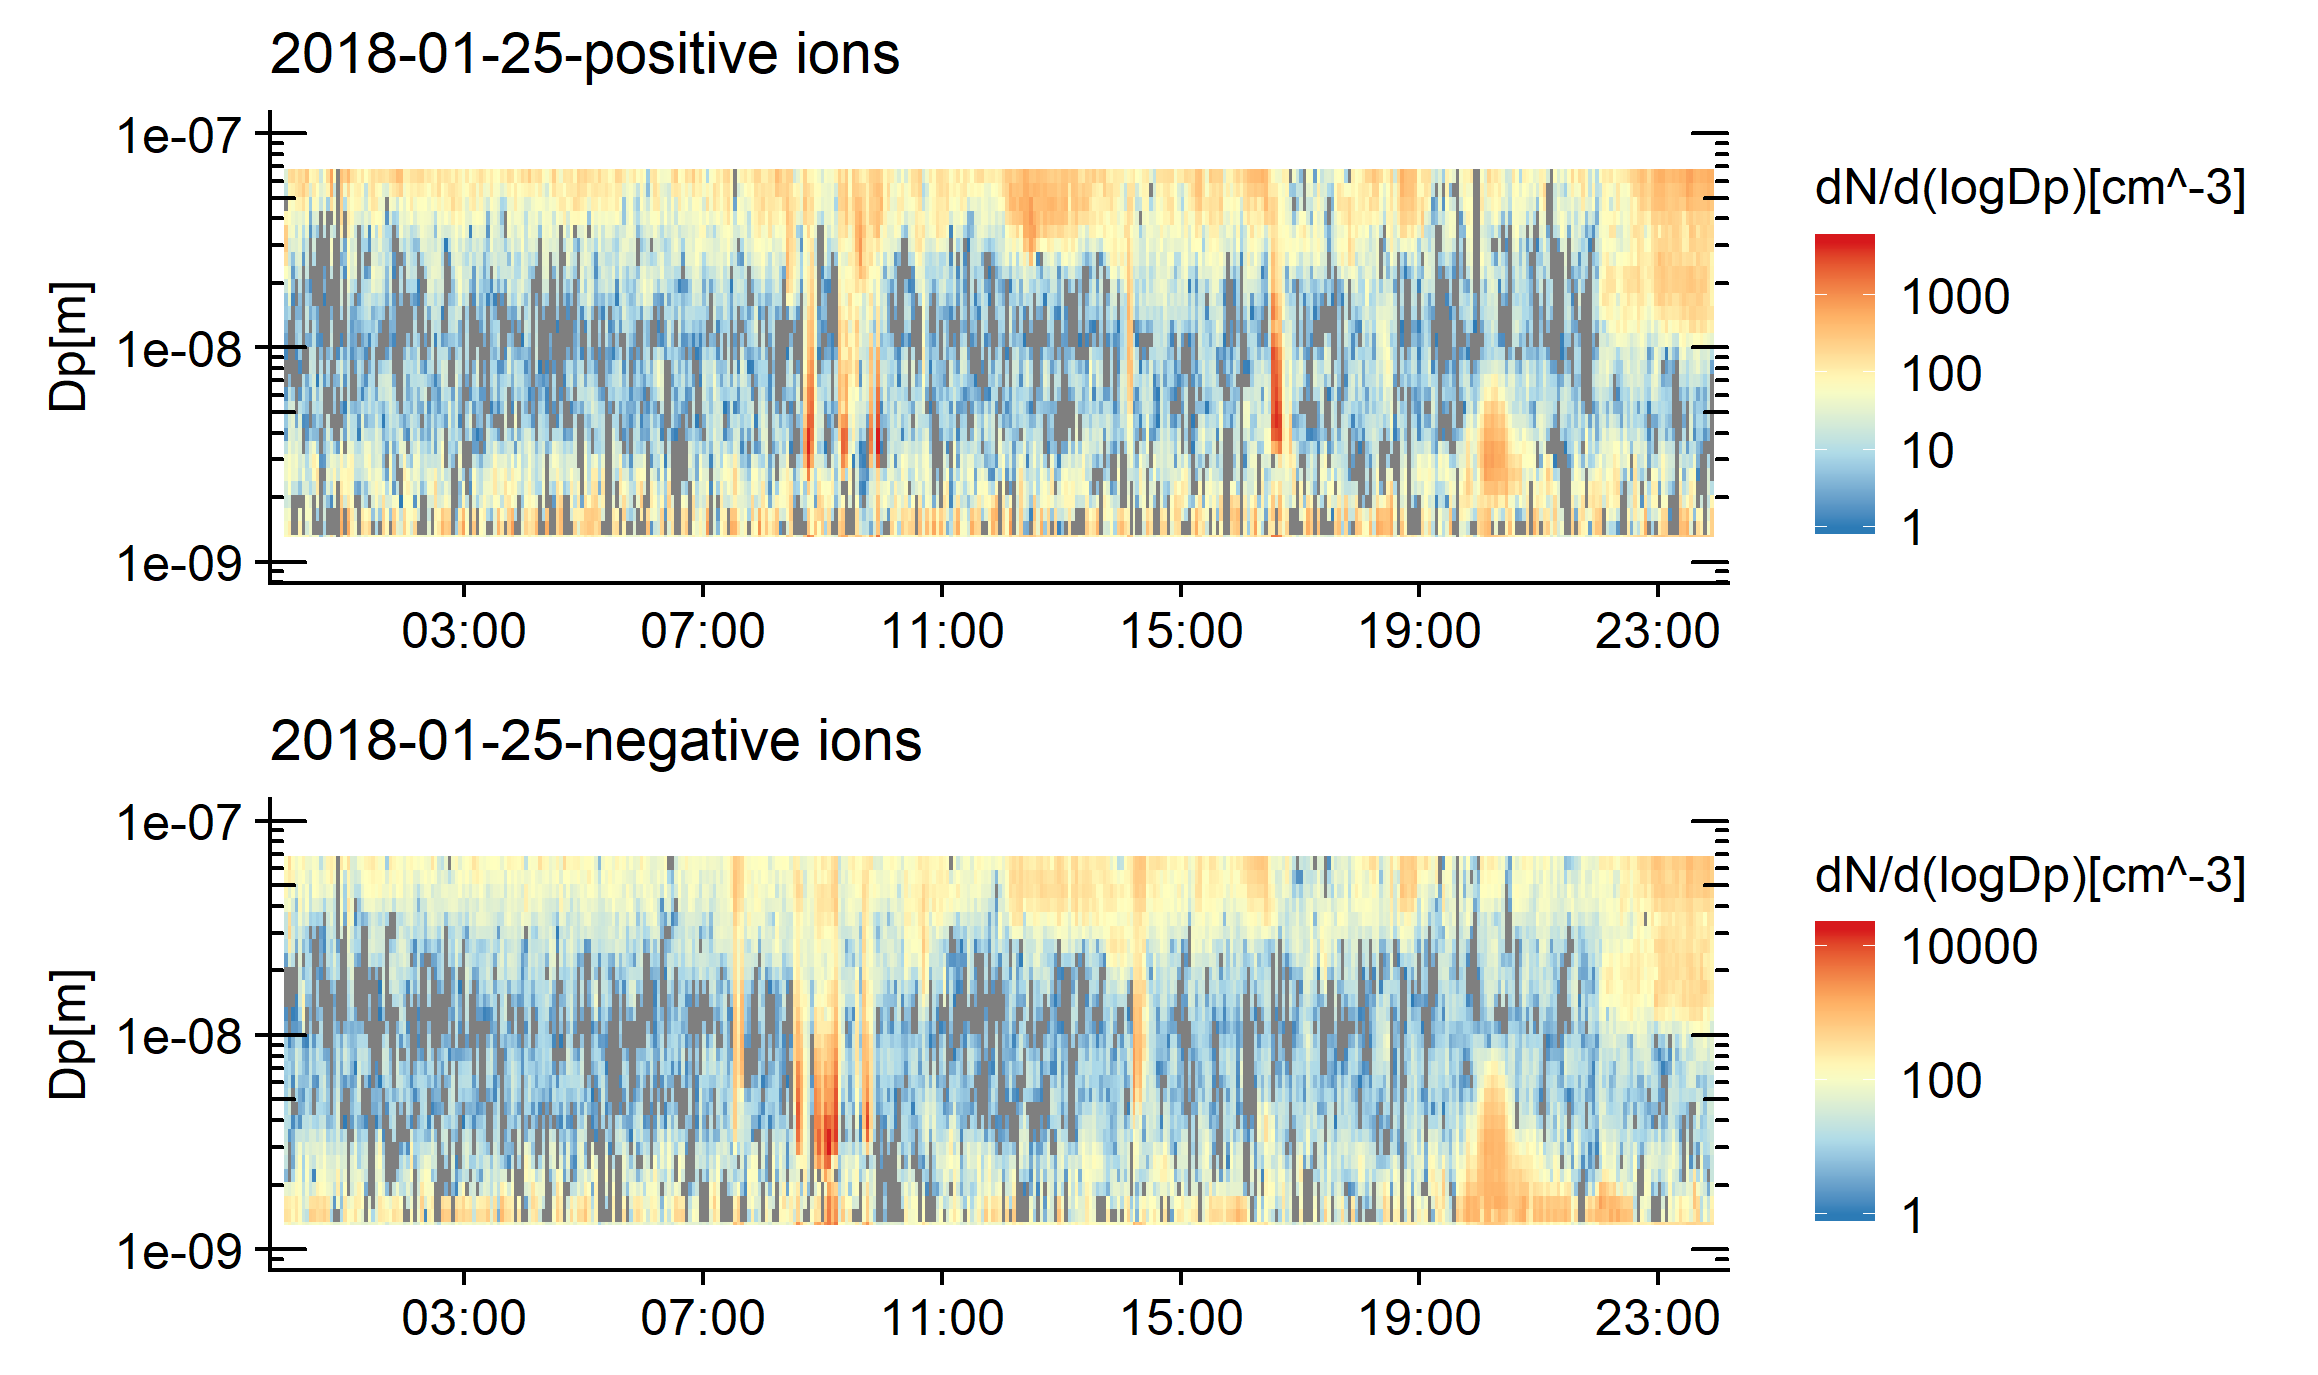 2018-01-25-positive ions
1e-07
1e-08
1e-09
Dp[m]
03:00 07:00 11:00 15:00 19:00 23:00
dN/d(logDp)[cm^-3]
1000
100
10
1
2018-01-25-negative ions
1e-07
1e-08
1e-09
Dp[m]
03:00 07:00 11:00 15:00 19:00 23:00
dN/d(logDp)[cm^-3]
10000
100
1